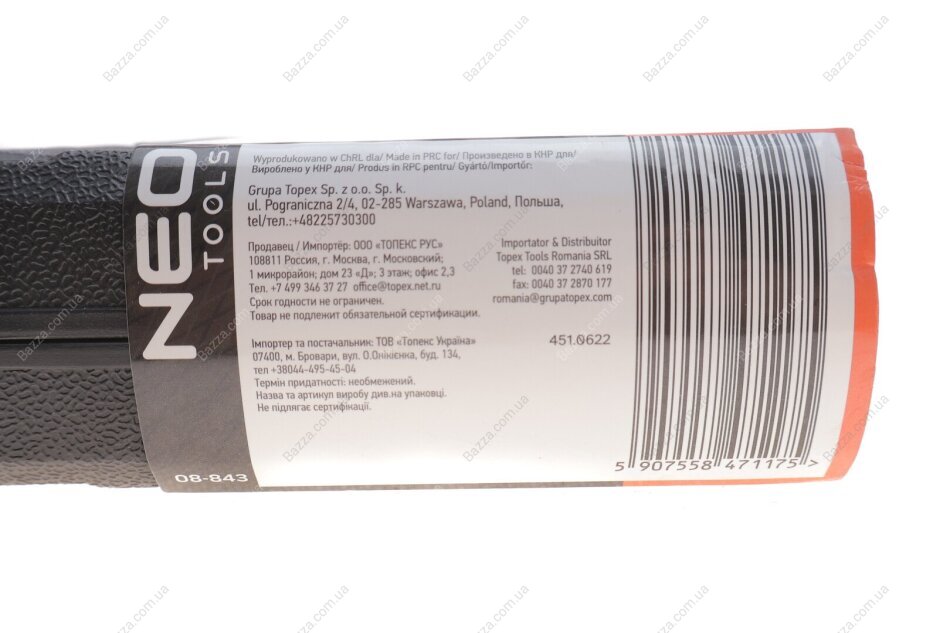 NEO
TOOLS
08-843
Wyprodukowano w ChRL dla/ Made in PRC for/ Произведено в КНР для/
Вироблено у КНР для/ Produs in RPC pentru/ Gyártó/Importőr:
Grupa Topex Sp. z o.o. Sp. k.
ul. Pograniczna 2/4, 02-285 Warszawa, Poland, Польша,
tel/тел.:+48225730300
Продавец / Импортёр: ООО «ТОПЕКС РУС»
108811 Россия, г. Москва, г. Московский;
1 микрорайон; дом 23 «Д»; 3 этаж; офис 2,3
Тел. +7 499 346 37 27 office@topex.net.ru
Срок годности не ограничен.
Товар не подлежит обязательной сертификации.
Importator & Distribuitor
Topex Tools Romania SRL
tel: 0040 37 2740 619
fax: 0040 37 2870 177
romania@grupatopex.com
Імпортер та постачальник: ТОВ «Топекс Україна»
07400, м. Бровари, вул. О.Онікієнка, буд. 134,
тел +38044-495-45-04
Термін придатності: необмежений.
Назва та артикул виробу див.на упаковці.
Не підлягає сертифікації.
451.0622
5 907558 471175 >
Bazza.com.ua